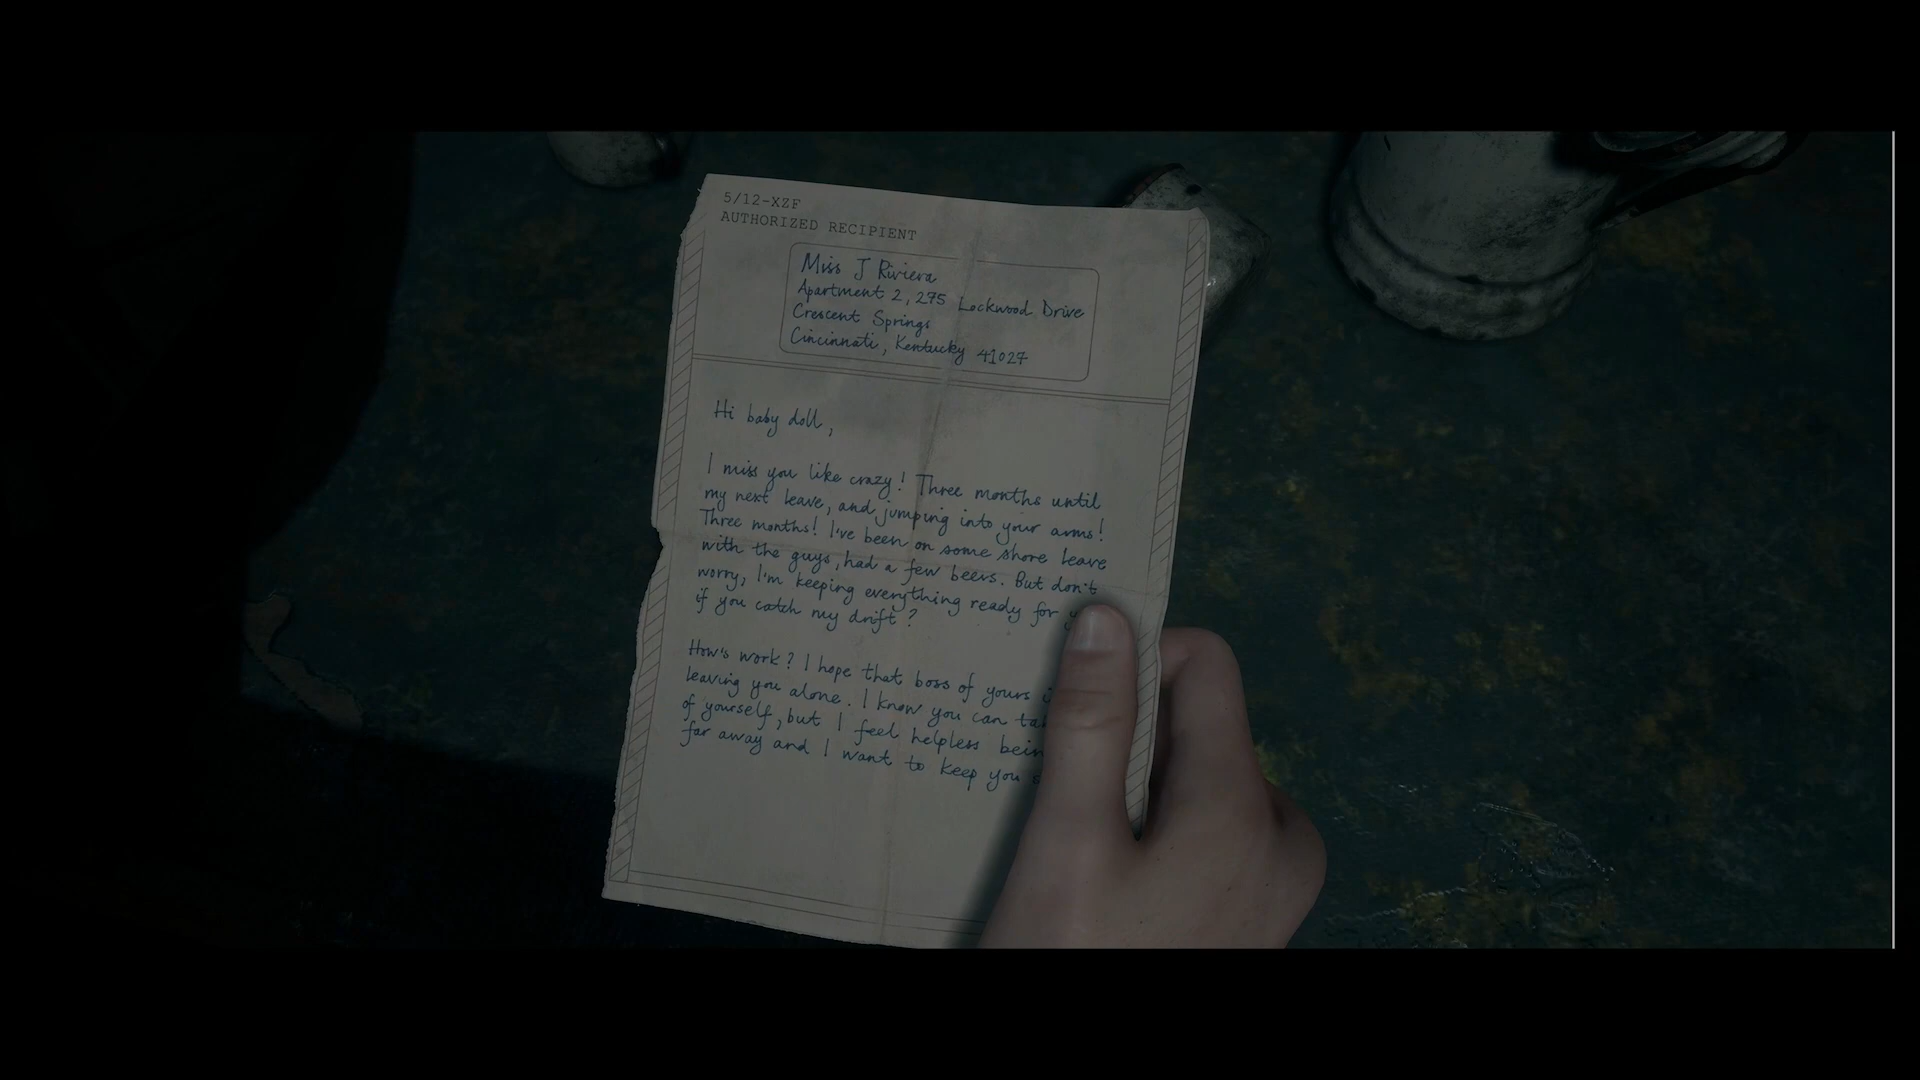 5/12-XZF
AUTHORIZED RECIPIENT
Miss J Riviera
Apartment 2, 275 Lockwood Drive
Crescent Springs
Cincinnati, Kentucky 41027
Hi baby doll,
I miss you like crazy! Three months until
my next leave, and jumping into your arms!
Three months! I've been on some shore leave
with the guys, had a few beers. But don't
worry, I'm keeping everything ready for
if you catch my drift?
How's work? I hope that boss of yours
leaving you alone. I know you can
of yourself, but I feel helpless
far away and I want to keep you